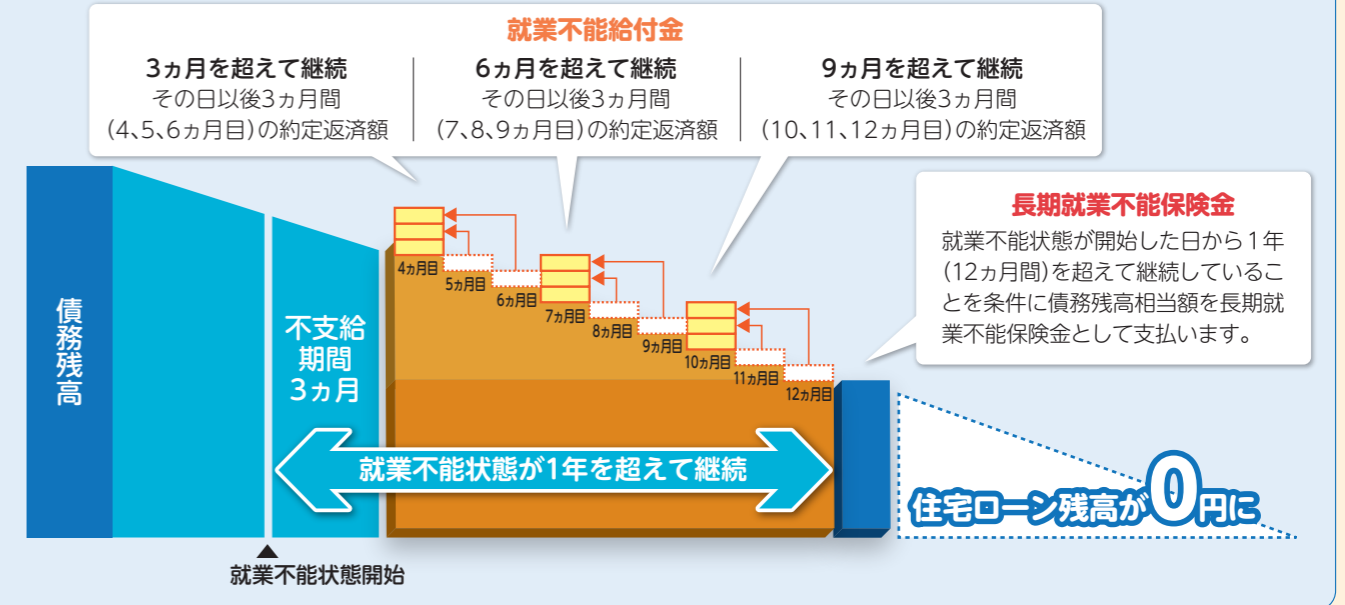 就業不能給付金
3ヵ月を超えて継続
その日以後3ヵ月間
(4、5、6ヵ月目)の約定返済額
6ヵ月を超えて継続
その日以後3ヵ月間
(7、8、9ヵ月目)の約定返済額
9ヵ月を超えて継続
その日以後3ヵ月間
(10、11、12ヵ月目)の約定返済額
長期就業不能保険金
就業不能状態が開始した日から1年
(12ヵ月間)を超えて継続しているこ
とを条件に債務残高相当額を長期就
業不能保険金として支払います。
債務残高
不支給
期間
3ヵ月
4ヵ月目
5ヵ月目
6ヵ月目
7ヵ月目
8ヵ月目
9ヵ月目
10ヵ月目
11ヵ月目
12ヵ月目
就業不能状態が1年を超えて継続
住宅ローン残高が0円に
就業不能状態開始